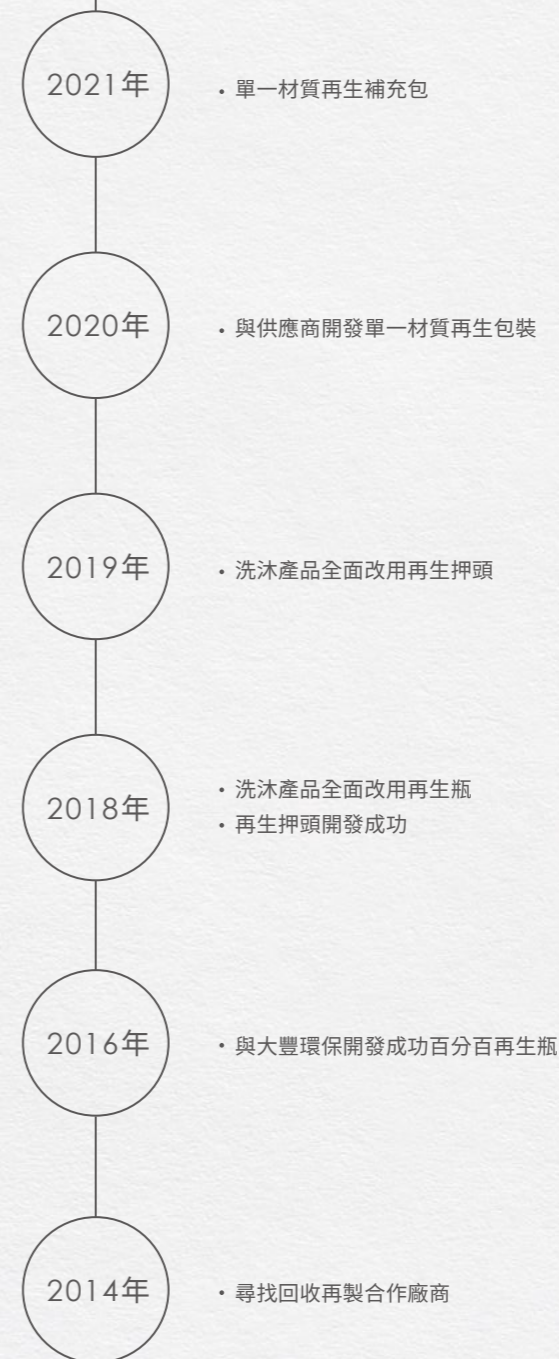 2021年
・單一材質再生補充包
2020年
・與供應商開發單一材質再生包裝
2019年
・洗沐產品全面改用再生押頭
2018年
・洗沐產品全面改用再生瓶
・再生押頭開發成功
2016年
・與大豐環保開發成功百分百再生瓶
2014年
・尋找回收再製合作廠商